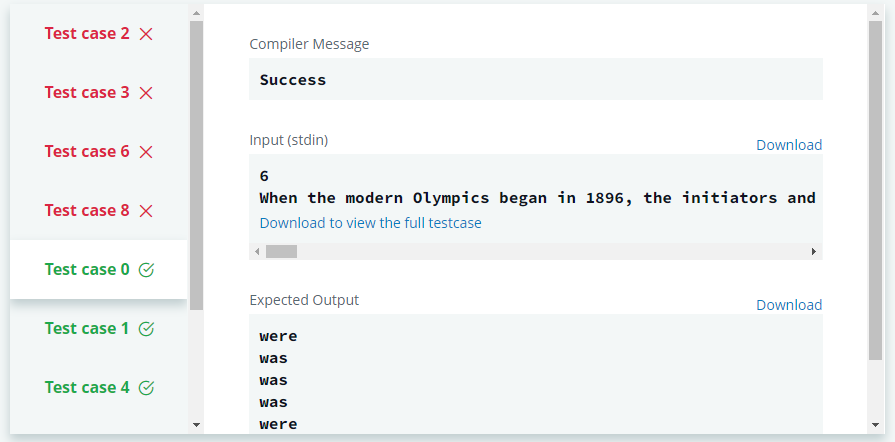 Test case 2
Test case 3
Test case 6
Test case 8
Test case 0
Test case 1
Test case 4
Compiler Message
Success
Input (stdin)
Download
6
When the modern Olympics began in 1896, the initiators and
Download to view the full testcase
Expected Output
Download
were
was
was
was
were